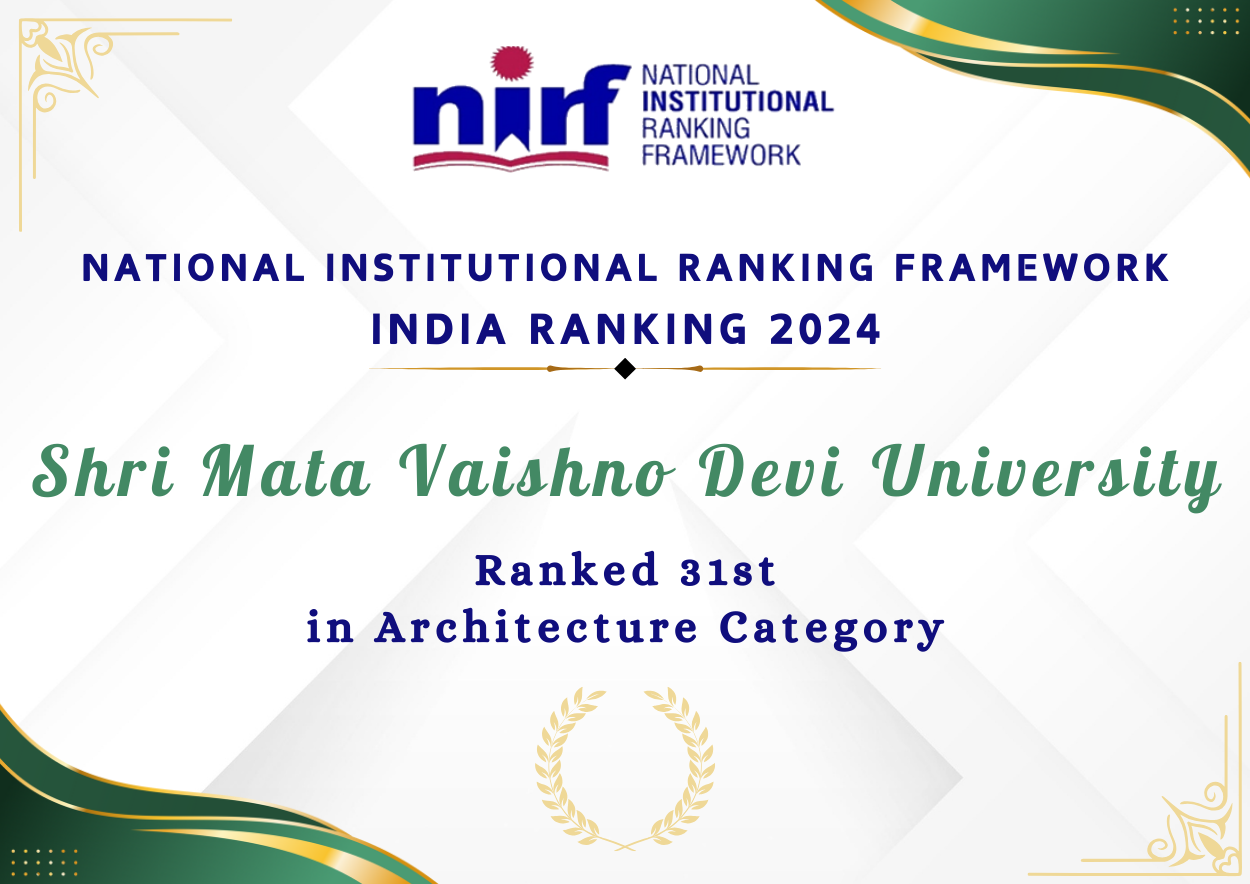 nirf
NATIONAL
INSTITUTIONAL
RANKING
FRAMEWORK
NATIONAL INSTITUTIONAL RANKING FRAMEWORK
INDIA RANKING 2024
Shri Mata Vaishno Devi University
Ranked 31st
in Architecture Category